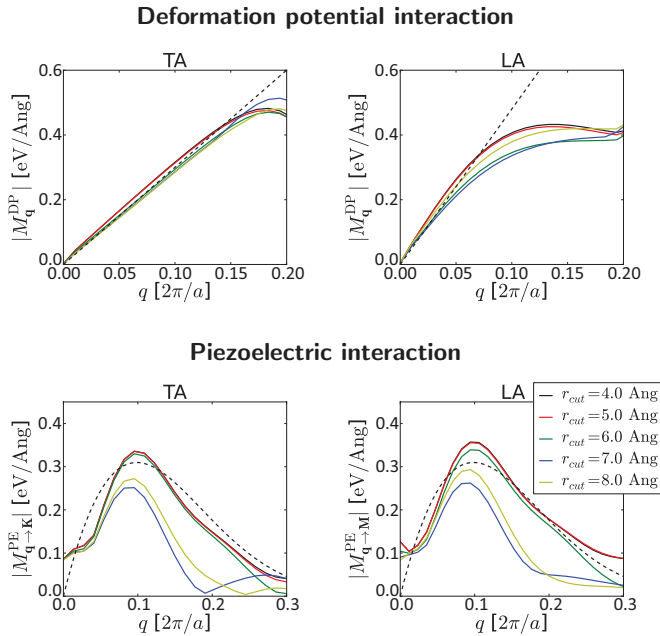 Deformation potential interaction
TA
LA
0.6
0.4
0.2
0.0
|M_q^DP| [eV/Ang]
0.00 0.05 0.10 0.15 0.20
q [2π/a]
0.6
0.4
0.2
0.0
|M_q^DP| [eV/Ang]
0.00 0.05 0.10 0.15 0.20
q [2π/a]
Piezoelectric interaction
TA
LA
0.4
0.3
0.2
0.1
0.0
|M_q→K^PE| [eV/Ang]
0.0 0.1 0.2 0.3
q [2π/a]
0.4
0.3
0.2
0.1
0.0
|M_q→M^PE| [eV/Ang]
0.0 0.1 0.2 0.3
q [2π/a]
r_cut=4.0 Ang
r_cut=5.0 Ang
r_cut=6.0 Ang
r_cut=7.0 Ang
r_cut=8.0 Ang